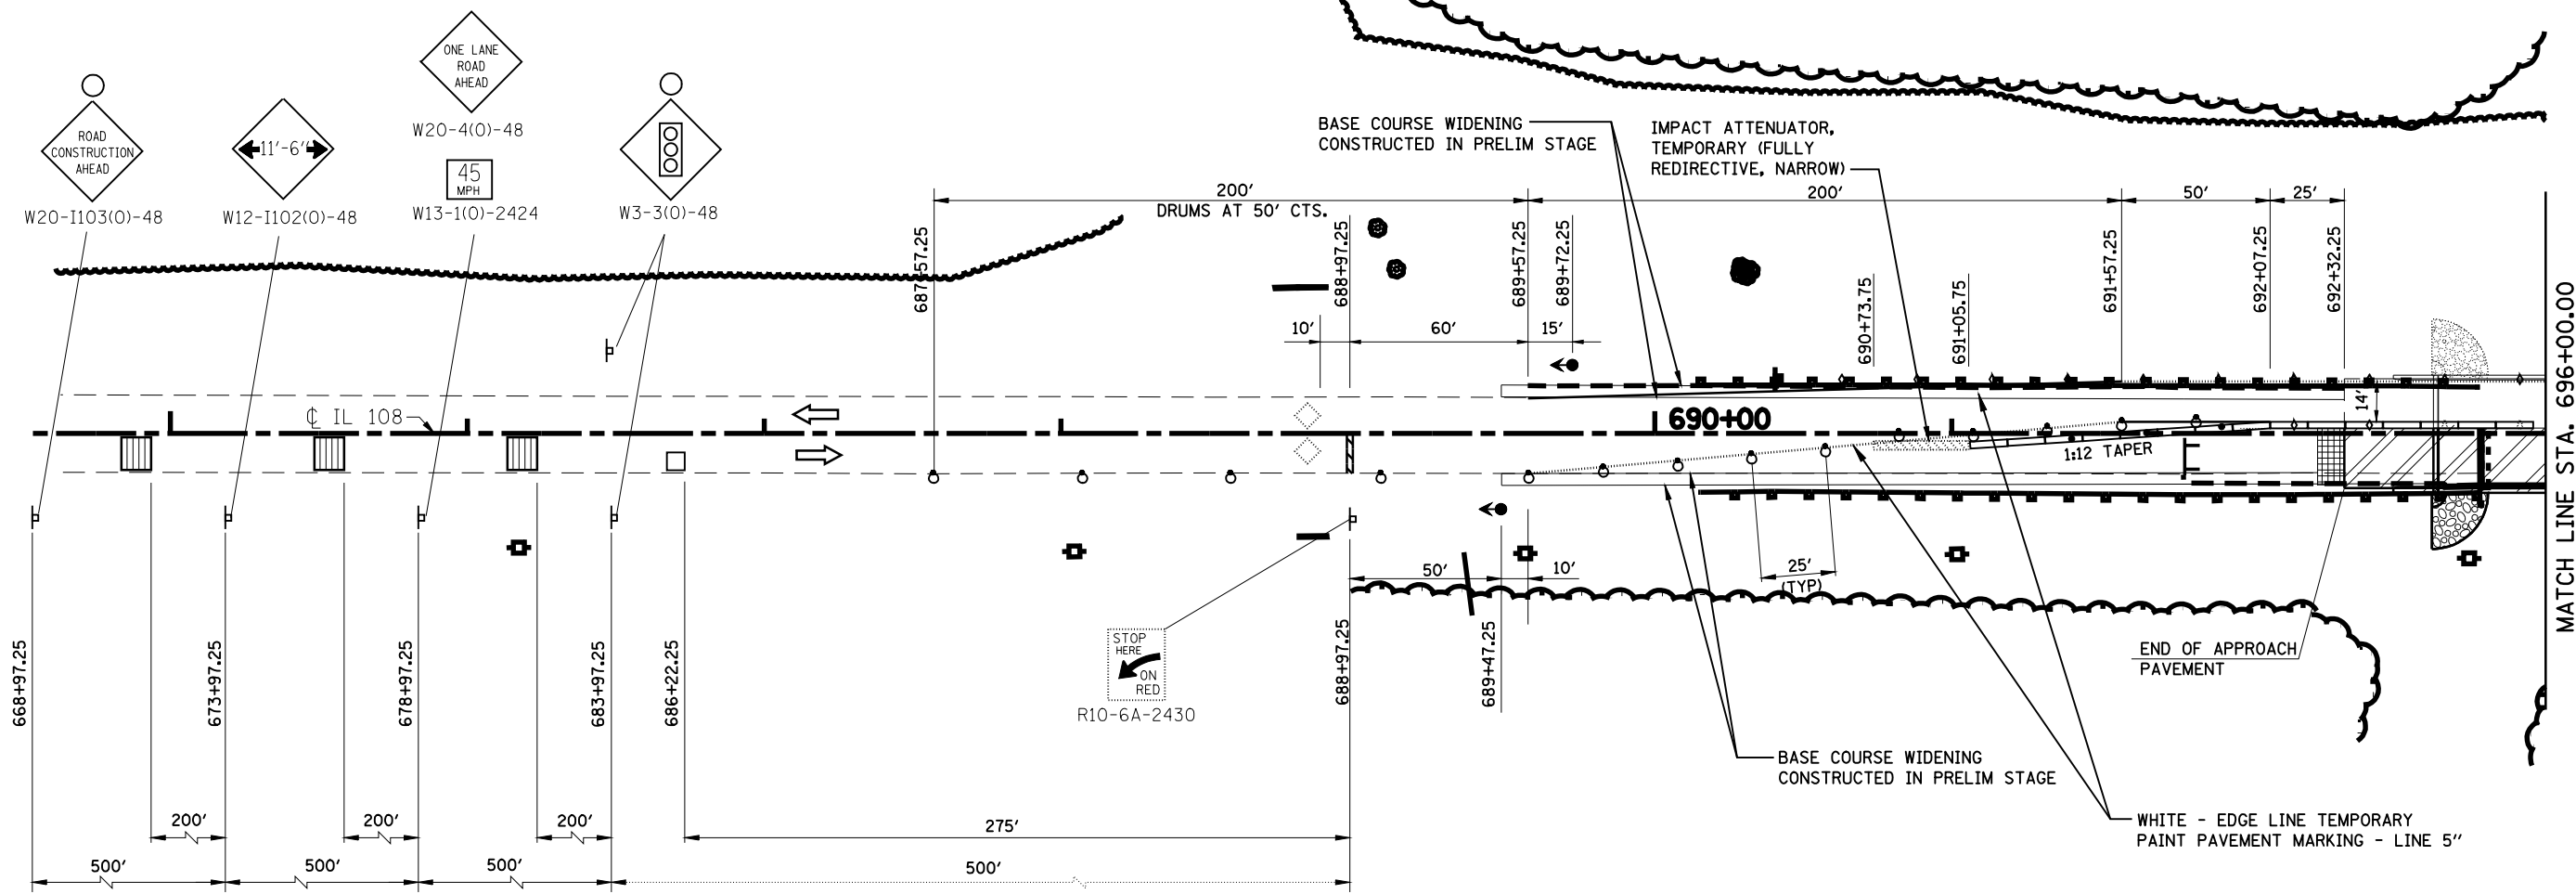 ROAD
CONSTRUCTION
AHEAD
W20-I103(O)-48
11'-6"
W12-I102(O)-48
ONE LANE
ROAD
AHEAD
W20-4(O)-48
45
MPH
W13-1(O)-2424
W3-3(O)-48
BASE COURSE WIDENING
CONSTRUCTED IN PRELIM STAGE
IMPACT ATTENUATOR,
TEMPORARY (FULLY
REDIRECTIVE, NARROW)
200'
DRUMS AT 50' CTS.
200'
50'
25'
687+57.25
688+97.25
689+57.25
689+72.25
690+73.75
691+05.75
691+57.25
692+07.25
692+32.25
10'
60'
15'
℄ IL 108
690+00
14'
1:12 TAPER
MATCH LINE STA. 696+00.00
25'
(TYP)
50'
10'
STOP
HERE
ON
RED
R10-6A-2430
668+97.25
673+97.25
678+97.25
683+97.25
686+22.25
688+97.25
689+47.25
END OF APPROACH
PAVEMENT
BASE COURSE WIDENING
CONSTRUCTED IN PRELIM STAGE
WHITE - EDGE LINE TEMPORARY
PAINT PAVEMENT MARKING - LINE 5"
200'
200'
200'
275'
500'
500'
500'
500'